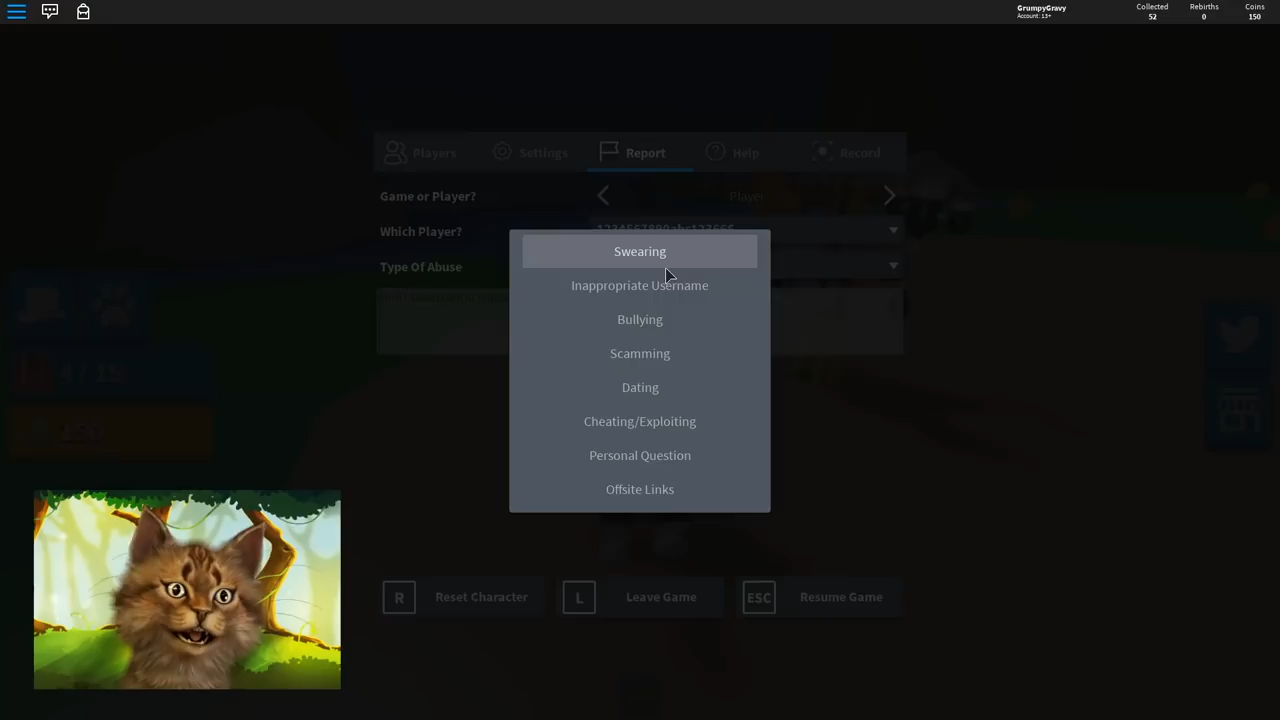 GrumpyGravy
Account: 13+
Collected
52
Rebirths
0
Coins
150
Players
Settings
Report
Help
Record
Game or Player?
Player
Which Player?
Type Of Abuse
Swearing
Inappropriate Username
Bullying
Scamming
Dating
Cheating/Exploiting
Personal Question
Offsite Links
4 / 15
R
Reset Character
L
Leave Game
ESC
Resume Game